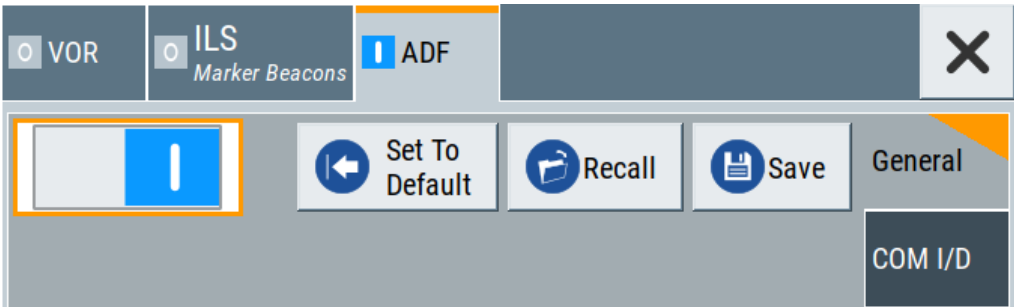 O VOR
O ILS
Marker Beacons
I ADF
I
Set To
Default
Recall
Save
General
COM I/D